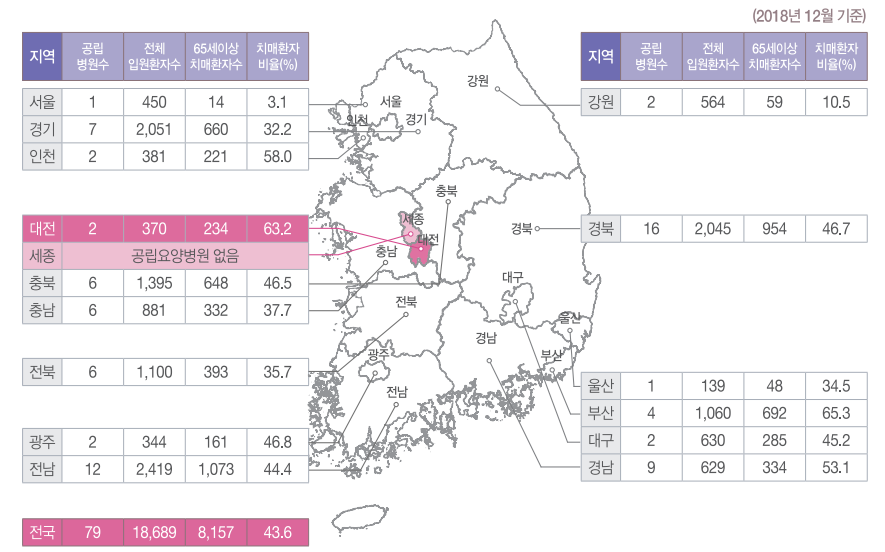 (2018년 12월 기준)
지역 공립 병원수 전체 입원환자수 65세이상 치매환자수 치매환자 비율(%)
서울 1 450 14 3.1
경기 7 2,051 660 32.2
인천 2 381 221 58.0
대전 2 370 234 63.2
세종 공립요양병원 없음
충북 6 1,395 648 46.5
충남 6 881 332 37.7
전북 6 1,100 393 35.7
광주 2 344 161 46.8
전남 12 2,419 1,073 44.4
전국 79 18,689 8,157 43.6
서울
인천
경기
강원
충북
세종
대전
충남
경북
대구
전북
울산
경남
부산
광주
전남
지역 공립 병원수 전체 입원환자수 65세이상 치매환자수 치매환자 비율(%)
강원 2 564 59 10.5
경북 16 2,045 954 46.7
울산 1 139 48 34.5
부산 4 1,060 692 65.3
대구 2 630 285 45.2
경남 9 629 334 53.1